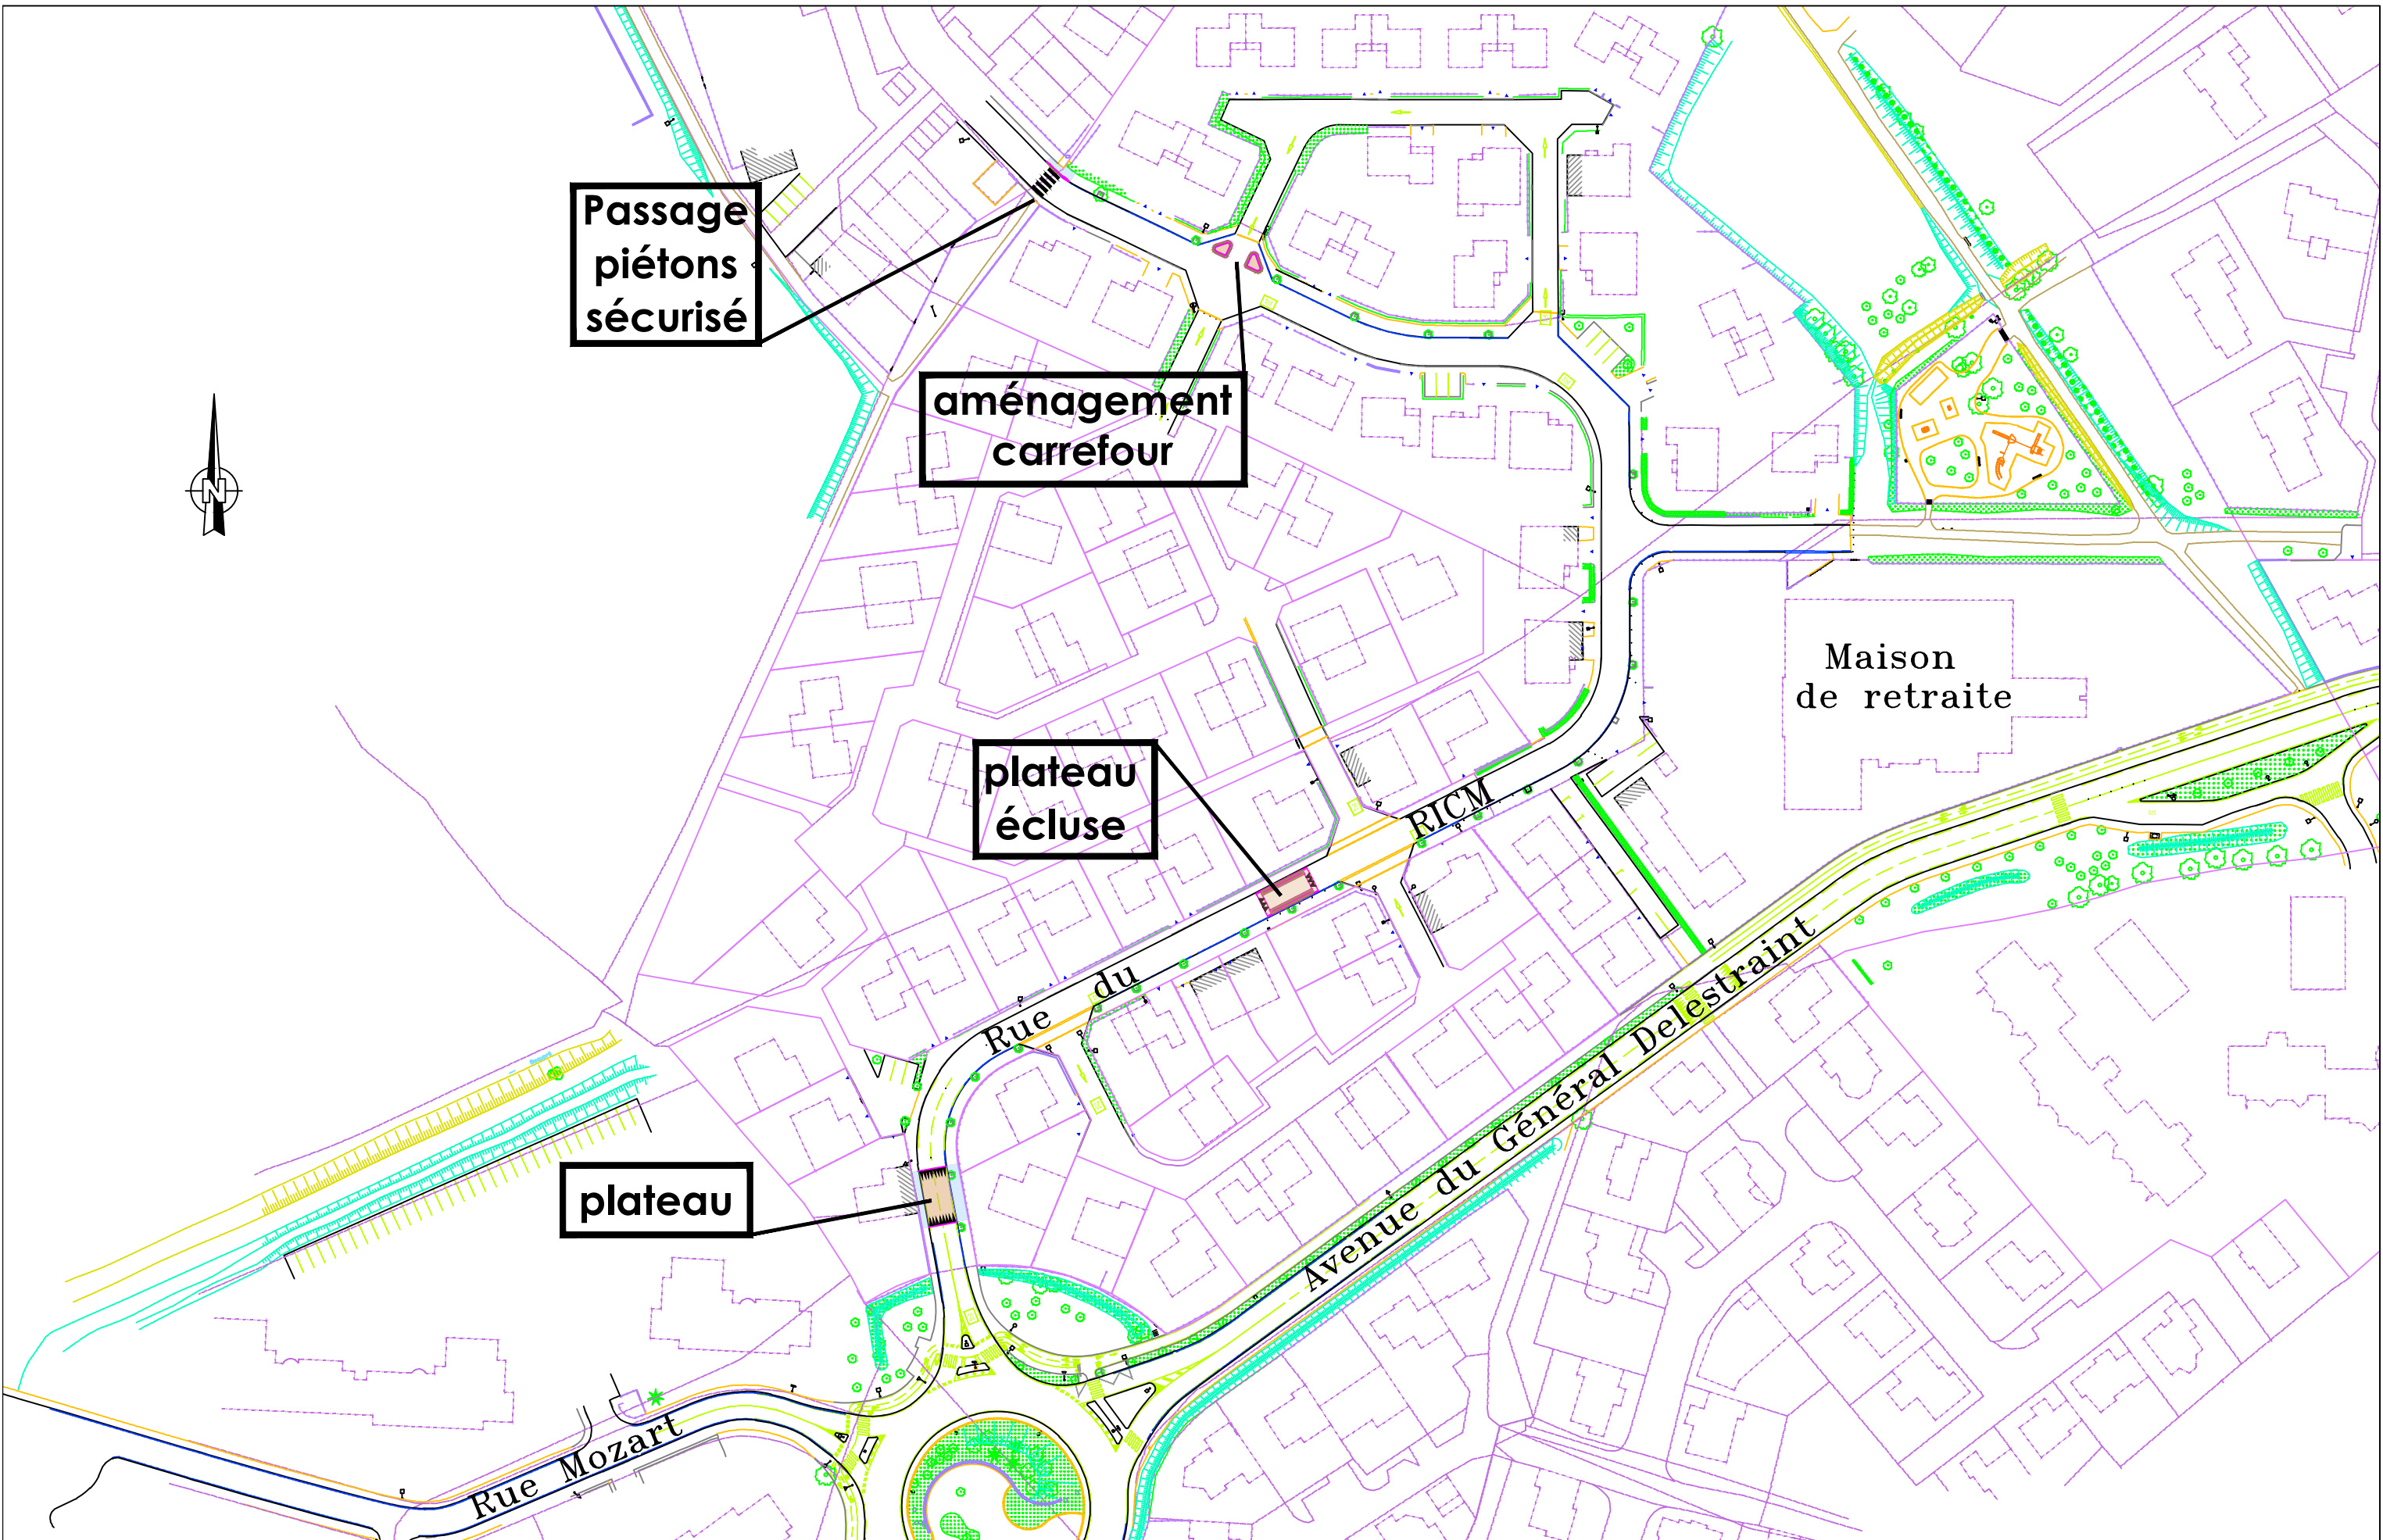 Passage
piétons
sécurisé
aménagement
carrefour
N
Maison
de retraite
plateau
écluse
Rue du RICM
Avenue du Général Delestraint
plateau
Rue Mozart